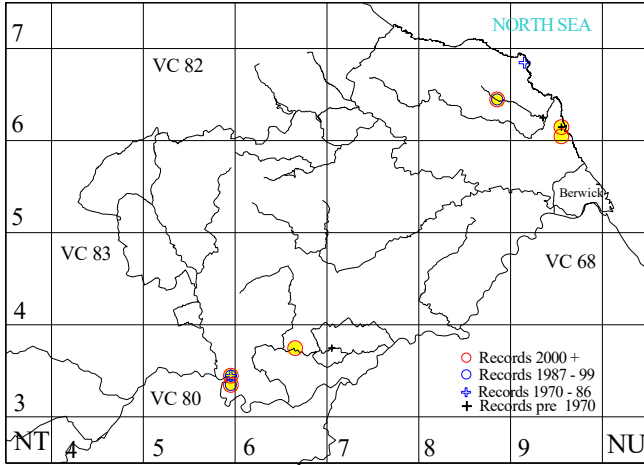 7
NORTH SEA
VC 82
6
Berwick
5
VC 83
VC 68
4
Records 2000 +
Records 1987 - 99
Records 1970 - 86
VC 80
Records pre 1970
3
NT 4 5 6 7 8 9 NU